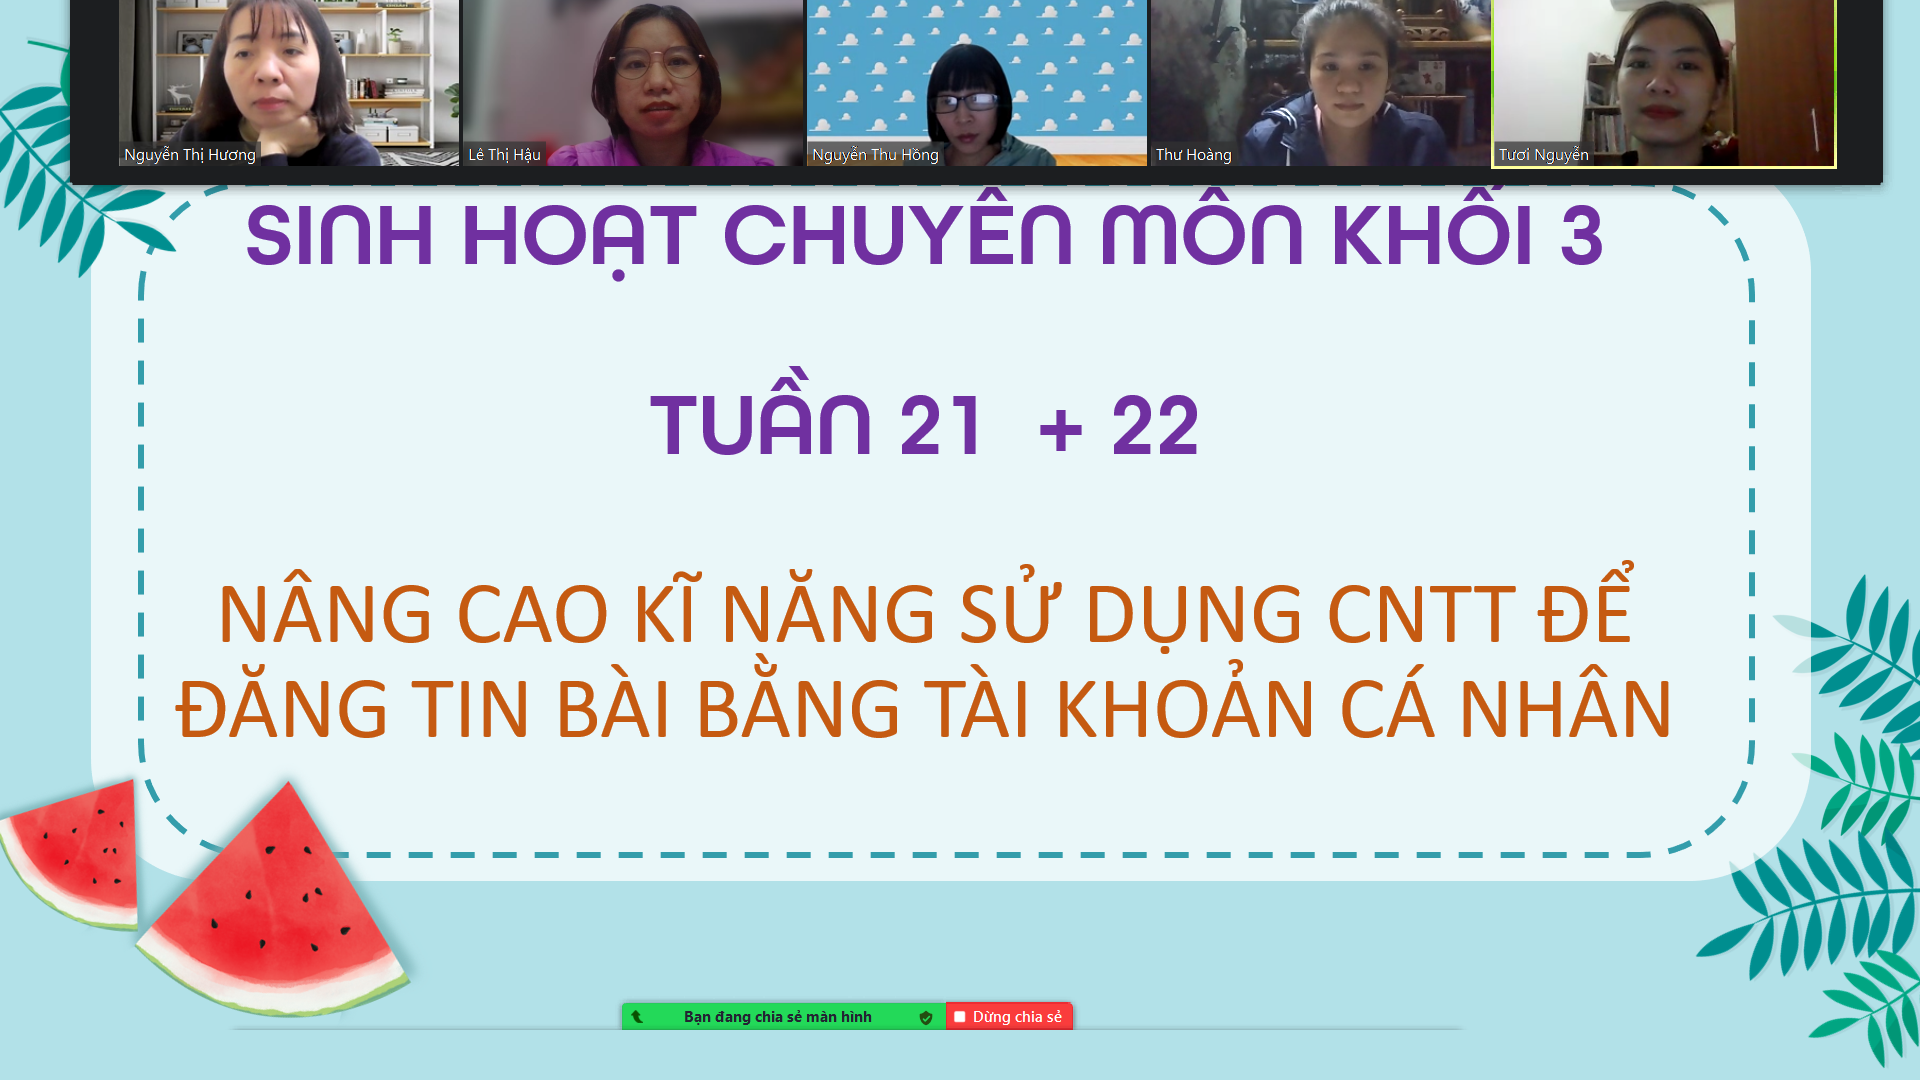 Nguyễn Thị Hương
Lê Thị Hậu
Nguyễn Thu Hồng
Thư Hoàng
Tươi Nguyễn
SINH HOẠT CHUYÊN MÔN KHỐI 3
TUẦN 21 + 22
NÂNG CAO KĨ NĂNG SỬ DỤNG CNTT ĐỂ
ĐĂNG TIN BÀI BẰNG TÀI KHOẢN CÁ NHÂN
Bạn đang chia sẻ màn hình
Dừng chia sẻ